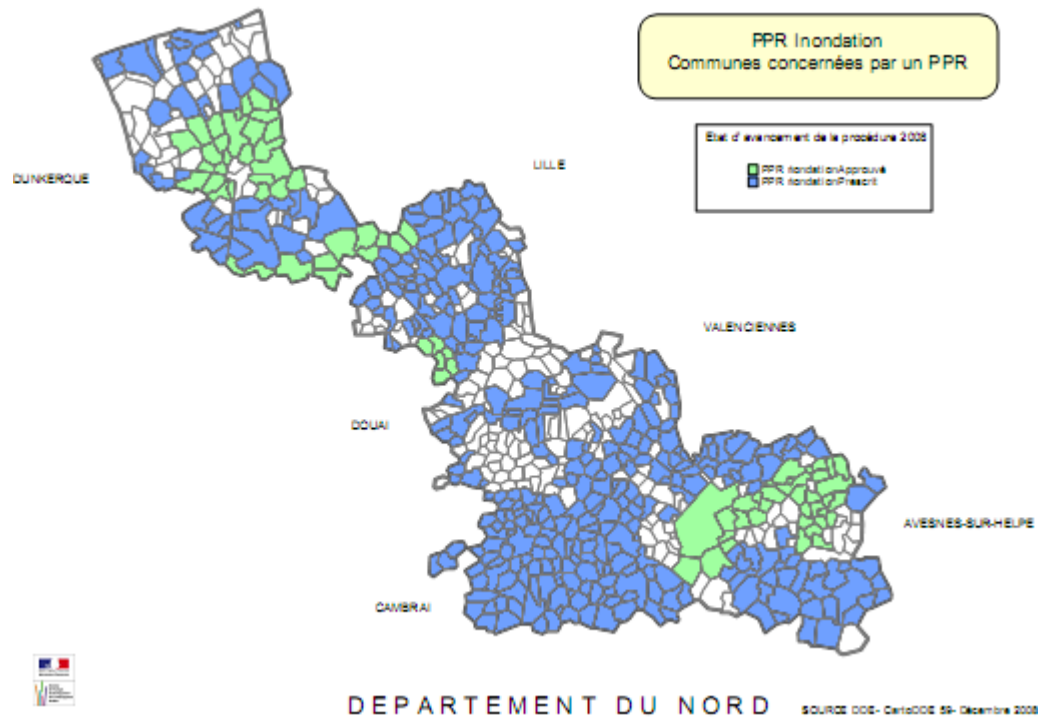 PPR Inondation
Communes concernées par un PPR
Etat d'avancement de la procédure 2008
PPR InondationApprouvé
PPR InondationPrescrit
DUNKERQUE
LILLE
VALENCIENNES
DOUAI
AVESNES-SUR-HELPE
CAMBRAI
DEPARTEMENT DU NORD
SOURCE DDE- CartoDDE 59- Décembre 2008